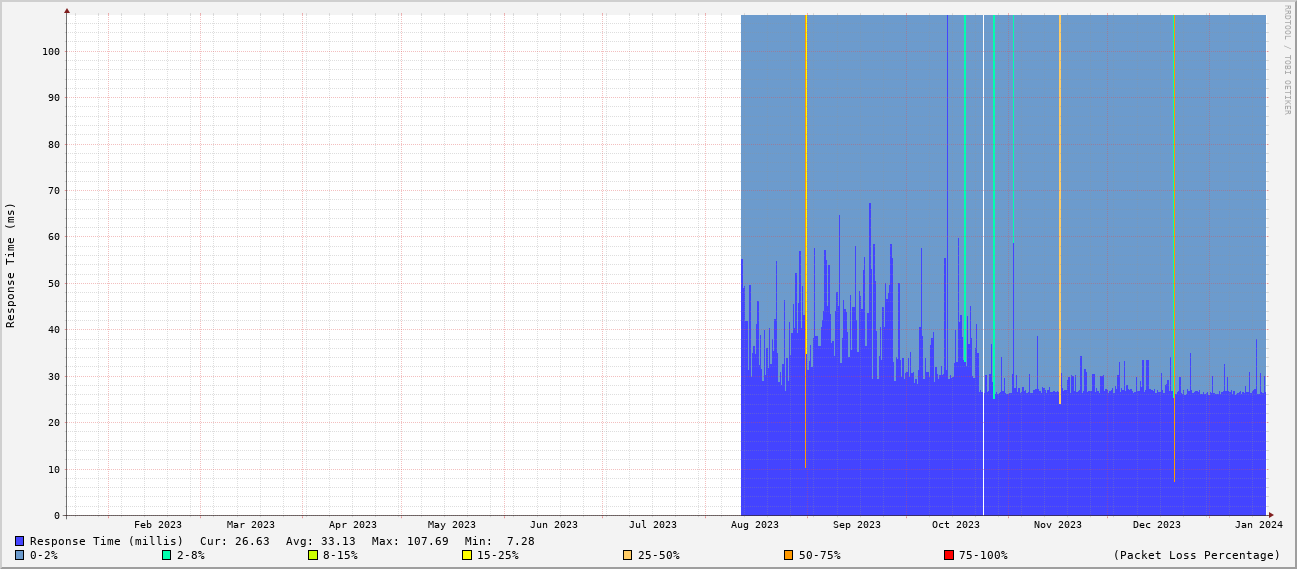 RRDTOOL / TOBI OETIKER
Response Time (ms)
100
90
80
70
60
50
40
30
20
10
0
Feb 2023 Mar 2023 Apr 2023 May 2023 Jun 2023 Jul 2023 Aug 2023 Sep 2023 Oct 2023 Nov 2023 Dec 2023 Jan 2024
Response Time (millis) Cur: 26.63 Avg: 33.13 Max: 107.69 Min: 7.28
0-2% 2-8% 8-15% 15-25% 25-50% 50-75% 75-100% (Packet Loss Percentage)